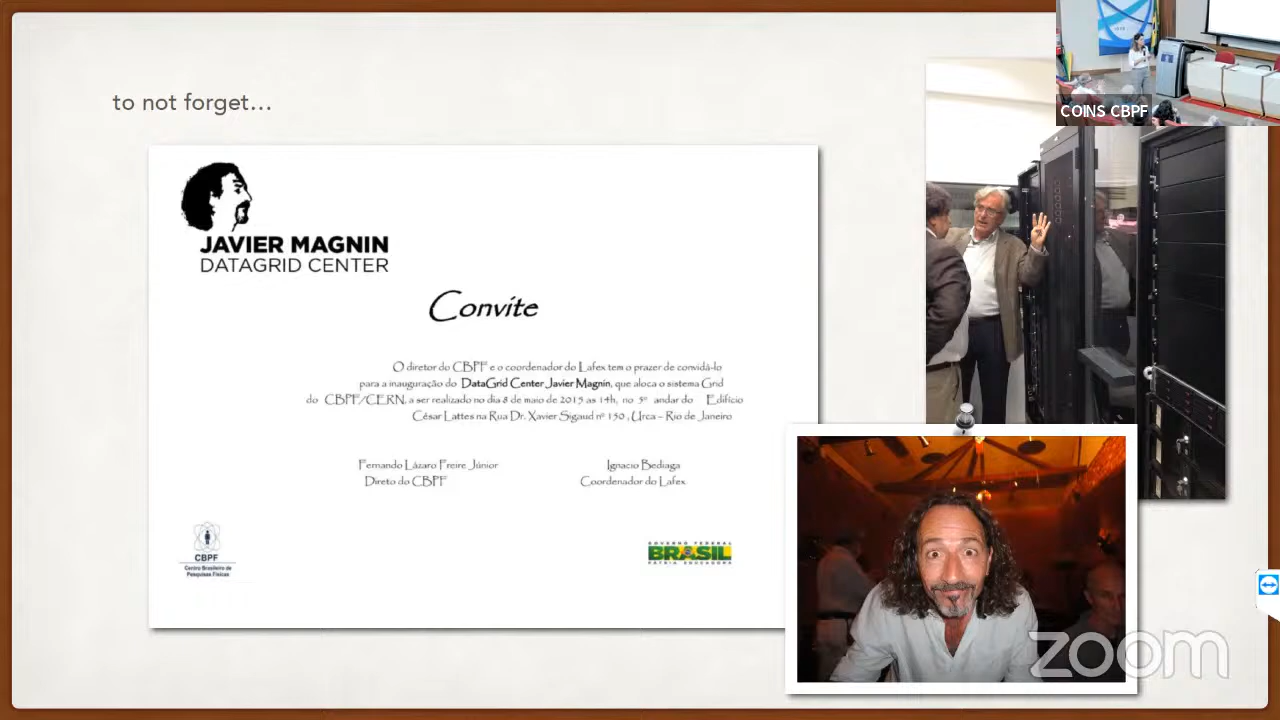 to not forget...
COINS CBPF
JAVIER MAGNIN
DATAGRID CENTER
Convite
O diretor do CBPF e o coordenador do Lafex tem o prazer de convidá-lo
para a inauguração do DataGrid Center Javier Magnin, que aloca o sistema Grid
do CBPF/CERN, a ser realizado no dia 8 de maio de 2015 as 14h, no 5º andar do Edifício
César Lattes na Rua Dr. Xavier Sigaud nº 150, Urca – Rio de Janeiro
Fernando Lázaro Freire Júnior Ignacio Bediaga
Direto do CBPF Coordenador do Lafex
CBPF
Centro Brasileiro de
Pesquisas Físicas
GOVERNO FEDERAL
BRASIL
PÁTRIA EDUCADORA
zoom